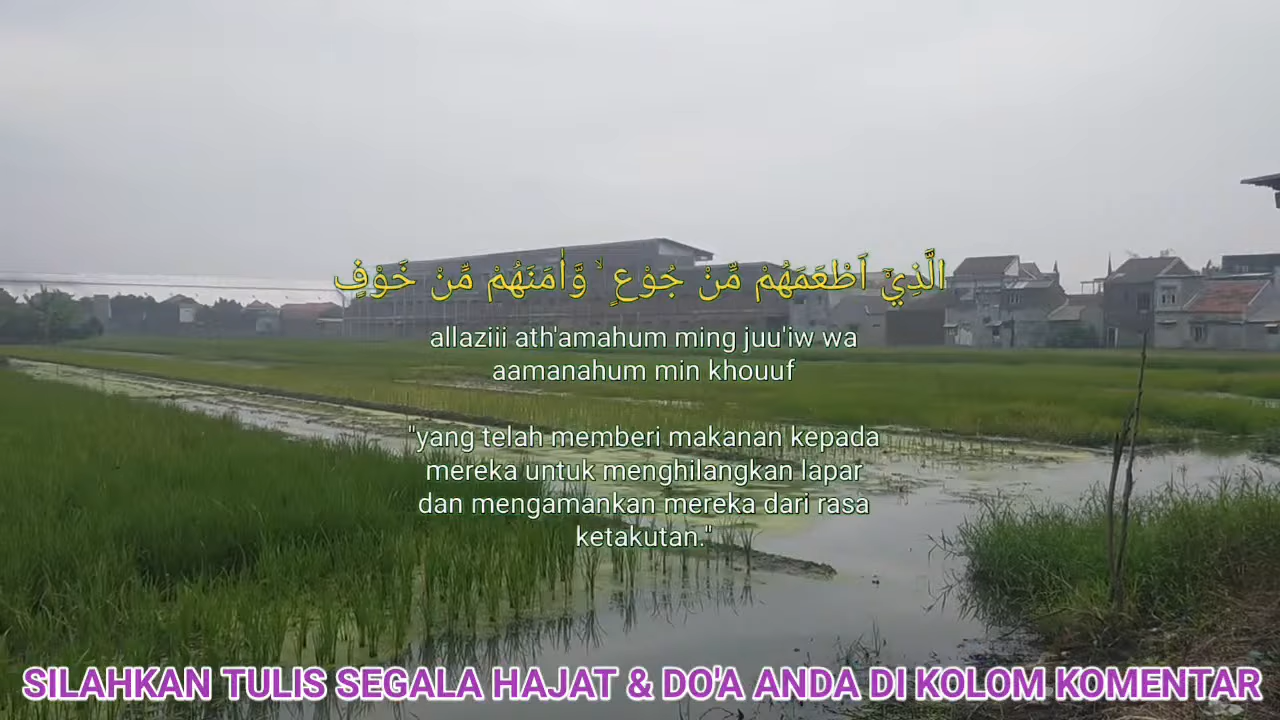 الَّذِيْٓ اَطْعَمَهُمْ مِّنْ جُوْعٍ ۙ وَّاٰمَنَهُمْ مِّنْ خَوْفٍ
allaziii ath'amahum ming juu'iw wa
aamanahum min khouuf
"yang telah memberi makanan kepada
mereka untuk menghilangkan lapar
dan mengamankan mereka dari rasa
ketakutan."
SILAHKAN TULIS SEGALA HAJAT & DO'A ANDA DI KOLOM KOMENTAR